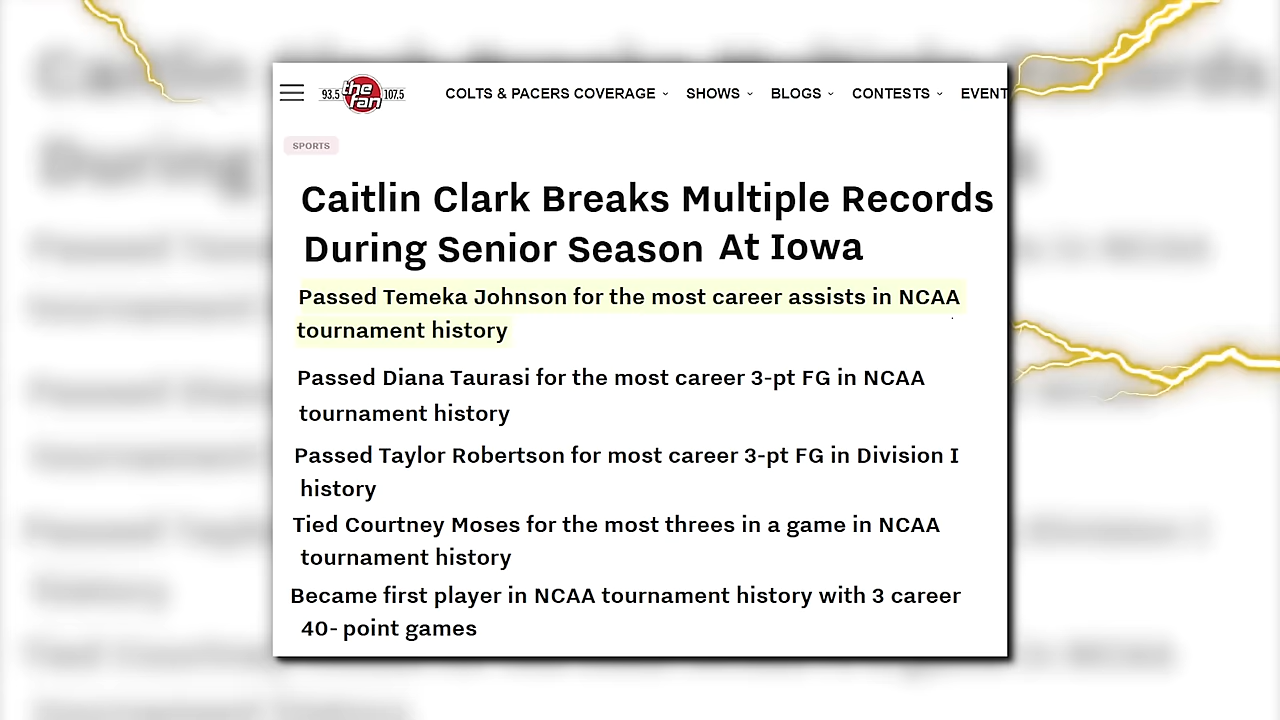 93.5 the fan 107.5
COLTS & PACERS COVERAGE SHOWS BLOGS CONTESTS EVENT
SPORTS
Caitlin Clark Breaks Multiple Records
During Senior Season At Iowa
Passed Temeka Johnson for the most career assists in NCAA
tournament history
Passed Diana Taurasi for the most career 3-pt FG in NCAA
tournament history
Passed Taylor Robertson for most career 3-pt FG in Division I
history
Tied Courtney Moses for the most threes in a game in NCAA
tournament history
Became first player in NCAA tournament history with 3 career
40- point games